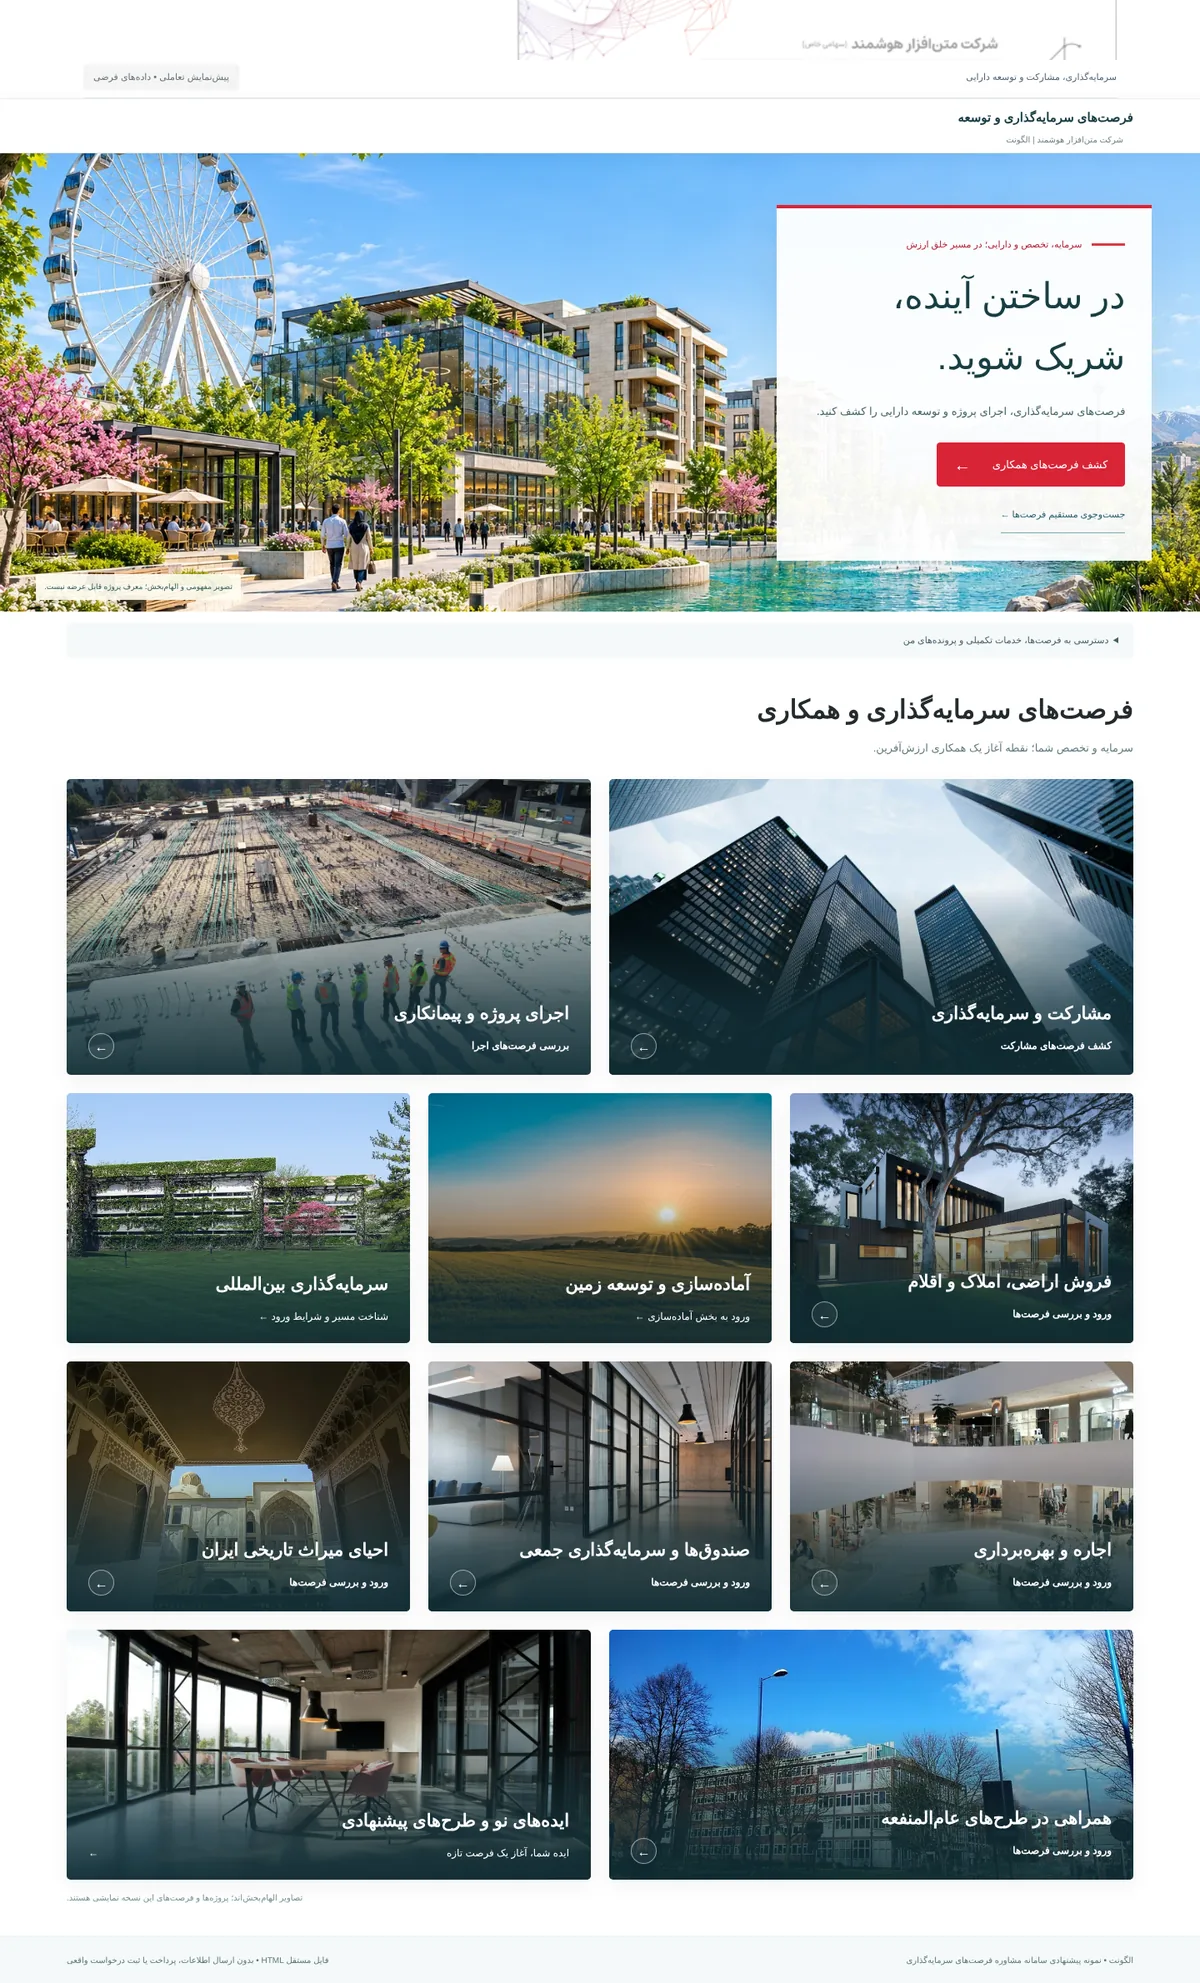 شرکت متن‌افزار هوشمند (سهامی خاص)
سرمایه‌گذاری، مشارکت و توسعه دارایی
پیش‌نمایش تعاملی • داده‌های فرضی
فرصت‌های سرمایه‌گذاری و توسعه
شرکت متن‌افزار هوشمند | الگونت
سرمایه، تخصص و دارایی؛ در مسیر خلق ارزش
در ساختن آینده،
شریک شوید.
فرصت‌های سرمایه‌گذاری، اجرای پروژه و توسعه دارایی را کشف کنید.
کشف فرصت‌های همکاری ←
جست‌وجوی مستقیم فرصت‌ها ←
تصویر مفهومی و الهام‌بخش؛ معرف پروژه قابل عرضه نیست.
◄ دسترسی به فرصت‌ها، خدمات تکمیلی و پرونده‌های من
فرصت‌های سرمایه‌گذاری و همکاری
سرمایه و تخصص شما؛ نقطه آغاز یک همکاری ارزش‌آفرین.
مشارکت و سرمایه‌گذاری
کشف فرصت‌های مشارکت
←
اجرای پروژه و پیمانکاری
بررسی فرصت‌های اجرا
←
فروش اراضی، املاک و اقلام
ورود و بررسی فرصت‌ها
←
آماده‌سازی و توسعه زمین
ورود به بخش آماده‌سازی ←
سرمایه‌گذاری بین‌المللی
شناخت مسیر و شرایط ورود ←
اجاره و بهره‌برداری
ورود و بررسی فرصت‌ها
←
صندوق‌ها و سرمایه‌گذاری جمعی
ورود و بررسی فرصت‌ها
←
احیای میراث تاریخی ایران
ورود و بررسی فرصت‌ها
←
همراهی در طرح‌های عام‌المنفعه
ورود و بررسی فرصت‌ها
←
ایده‌های نو و طرح‌های پیشنهادی
ایده شما، آغاز یک فرصت تازه
←
تصاویر الهام‌بخش‌اند؛ پروژه‌ها و فرصت‌های این نسخه نمایشی هستند.
الگونت • نمونه پیشنهادی سامانه مشاوره فرصت‌های سرمایه‌گذاری
فایل مستقل HTML • بدون ارسال اطلاعات، پرداخت یا ثبت درخواست واقعی